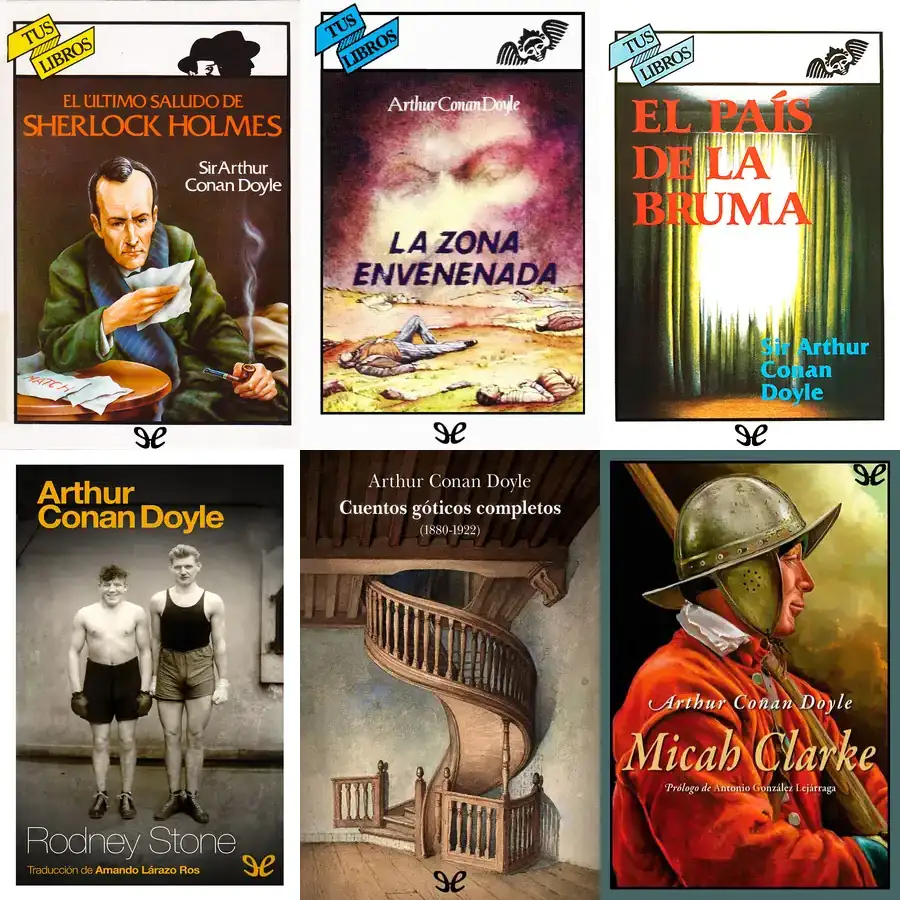 TUS
LIBROS
EL ÚLTIMO SALUDO DE
SHERLOCK HOLMES
Sir Arthur
Conan Doyle
MATCH
TUS
LIBROS
Arthur Conan Doyle
LA ZONA
ENVENENADA
TUS
LIBROS
EL PAÍS
DE LA
BRUMA
Sir Arthur
Conan
Doyle
Arthur
Conan Doyle
Rodney Stone
Traducción de Amando Lárazo Ros
Arthur Conan Doyle
Cuentos góticos completos
(1880-1922)
Arthur Conan Doyle
Micah Clarke
Prólogo de Antonio González Lejárraga